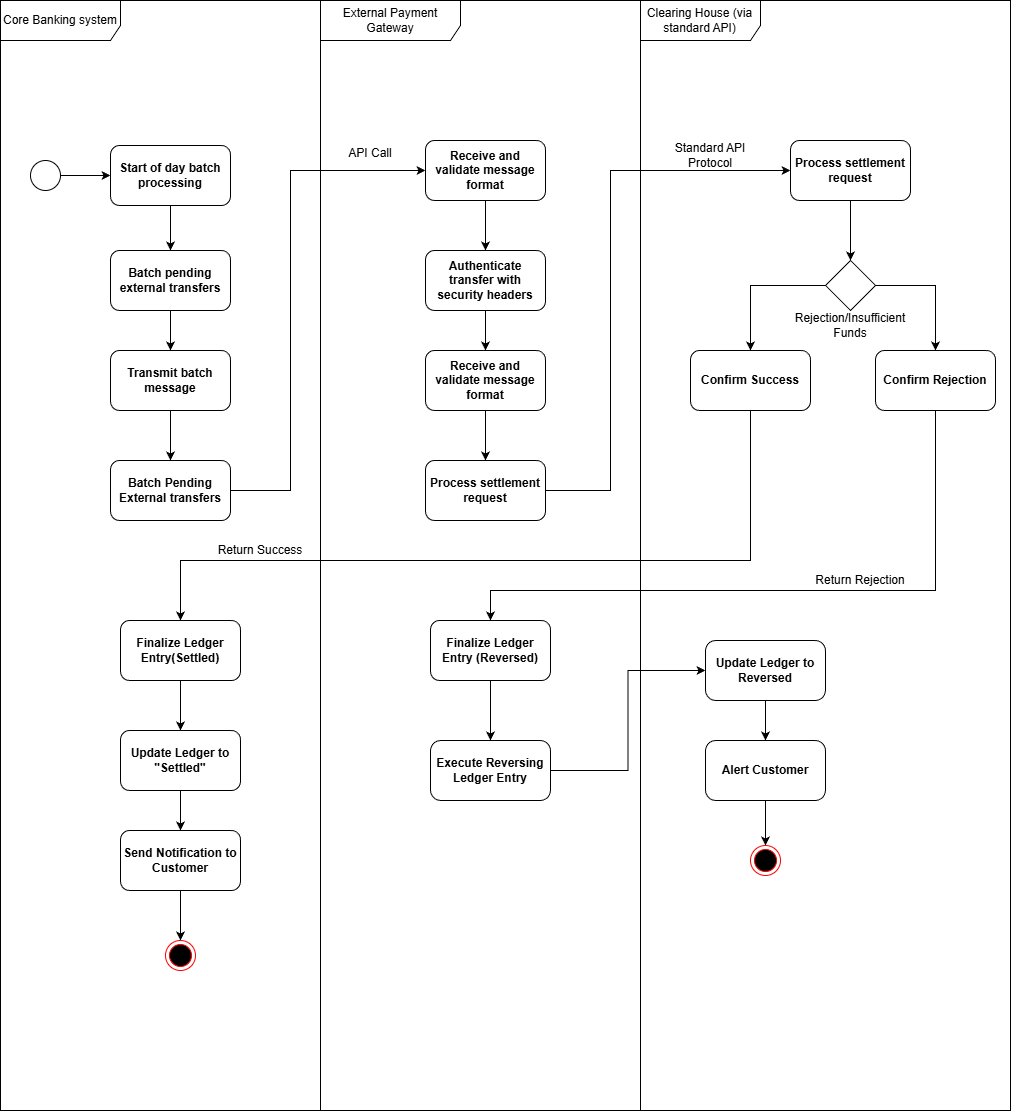 Core Banking system
External Payment
Gateway
Clearing House (via
standard API)
Start of day batch
processing
Batch pending
external transfers
Transmit batch
message
Batch Pending
External transfers
API Call
Receive and
validate message
format
Authenticate
transfer with
security headers
Receive and
validate message
format
Process settlement
request
Standard API
Protocol
Process settlement
request
Rejection/Insufficient
Funds
Confirm Success
Confirm Rejection
Return Success
Return Rejection
Finalize Ledger
Entry(Settled)
Update Ledger to
"Settled"
Send Notification to
Customer
Finalize Ledger
Entry (Reversed)
Execute Reversing
Ledger Entry
Update Ledger to
Reversed
Alert Customer